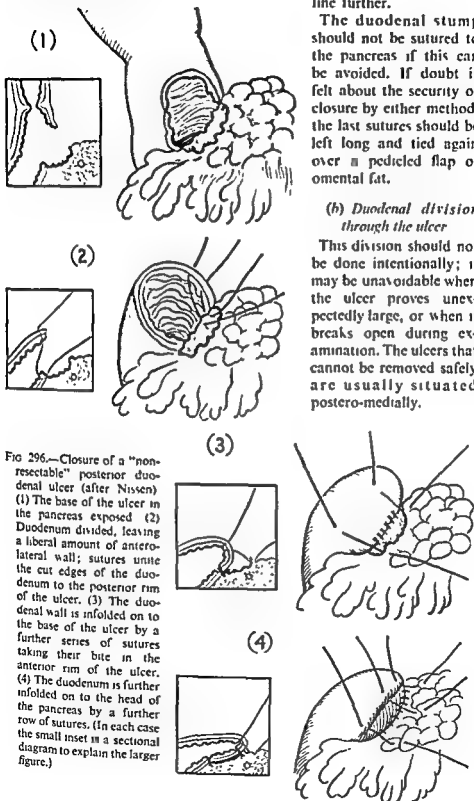 line further.
The duodenal stump
should not be sutured to
the pancreas if this can
be avoided. If doubt i
felt about the security o
closure by either method
the last sutures should be
left long and tied again
over a pedicled flap o
omental fat.
(b) Duodenal division
through the ulcer
This division should no
be done intentionally; i
may be unavoidable when
the ulcer proves unex-
pectedly large, or when i
breaks open during ex-
amination. The ulcers tha
cannot be removed safely
are usually situated
postero-medially.
(1)
(2)
(3)
(4)
FIG 296.—Closure of a "non-
resectable" posterior duo-
denal ulcer (after Nissen)
(1) The base of the ulcer in
the pancreas exposed (2)
Duodenum divided, leaving
a liberal amount of antero-
lateral wall; sutures unite
the cut edges of the duo-
denum to the posterior rim
of the ulcer. (3) The duo-
denal wall is infolded on to
the base of the ulcer by a
further series of sutures
taking their bite in the
anterior rim of the ulcer.
(4) The duodenum is further
infolded on to the head of
the pancreas by a further
row of sutures. (In each case
the small inset is a sectional
diagram to explain the larger
figure.)